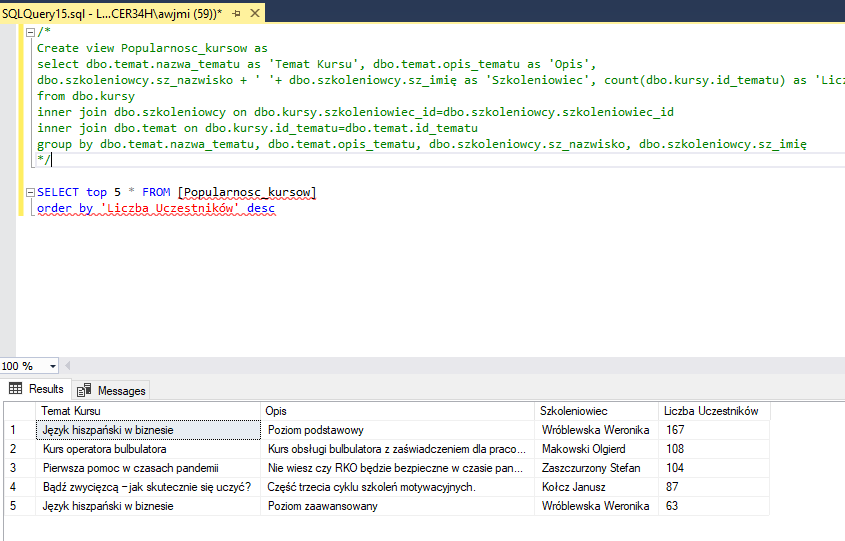 SQLQuery15.sql - L...CER34H\awjmi (59))*
/*
Create view Popularnosc_kursow as
select dbo.temat.nazwa_tematu as 'Temat Kursu', dbo.temat.opis_tematu as 'Opis',
dbo.szkoleniowcy.sz_nazwisko + ' '+ dbo.szkoleniowcy.sz_imię as 'Szkoleniowiec', count(dbo.kursy.id_tematu) as 'Licz
from dbo.kursy
inner join dbo.szkoleniowcy on dbo.kursy.szkoleniowiec_id=dbo.szkoleniowcy.szkoleniowiec_id
inner join dbo.temat on dbo.kursy.id_tematu=dbo.temat.id_tematu
group by dbo.temat.nazwa_tematu, dbo.temat.opis_tematu, dbo.szkoleniowcy.sz_nazwisko, dbo.szkoleniowcy.sz_imię
*/
SELECT top 5 * FROM [Popularnosc_kursow]
order by 'Liczba Uczestników' desc
100 %
Results Messages
Temat Kursu Opis Szkoleniowiec Liczba Uczestników
1 Język hiszpański w biznesie Poziom podstawowy Wróblewska Weronika 167
2 Kurs operatora bulbulatora Kurs obsługi bulbulatora z zaświadczeniem dla praco... Makowski Olgierd 108
3 Pierwsza pomoc w czasach pandemii Nie wiesz czy RKO będzie bezpieczne w czasie pan... Zaszczurzony Stefan 104
4 Bądź zwycięzcą – jak skutecznie się uczyć? Część trzecia cyklu szkoleń motywacyjnych. Kołcz Janusz 87
5 Język hiszpański w biznesie Poziom zaawansowany Wróblewska Weronika 63